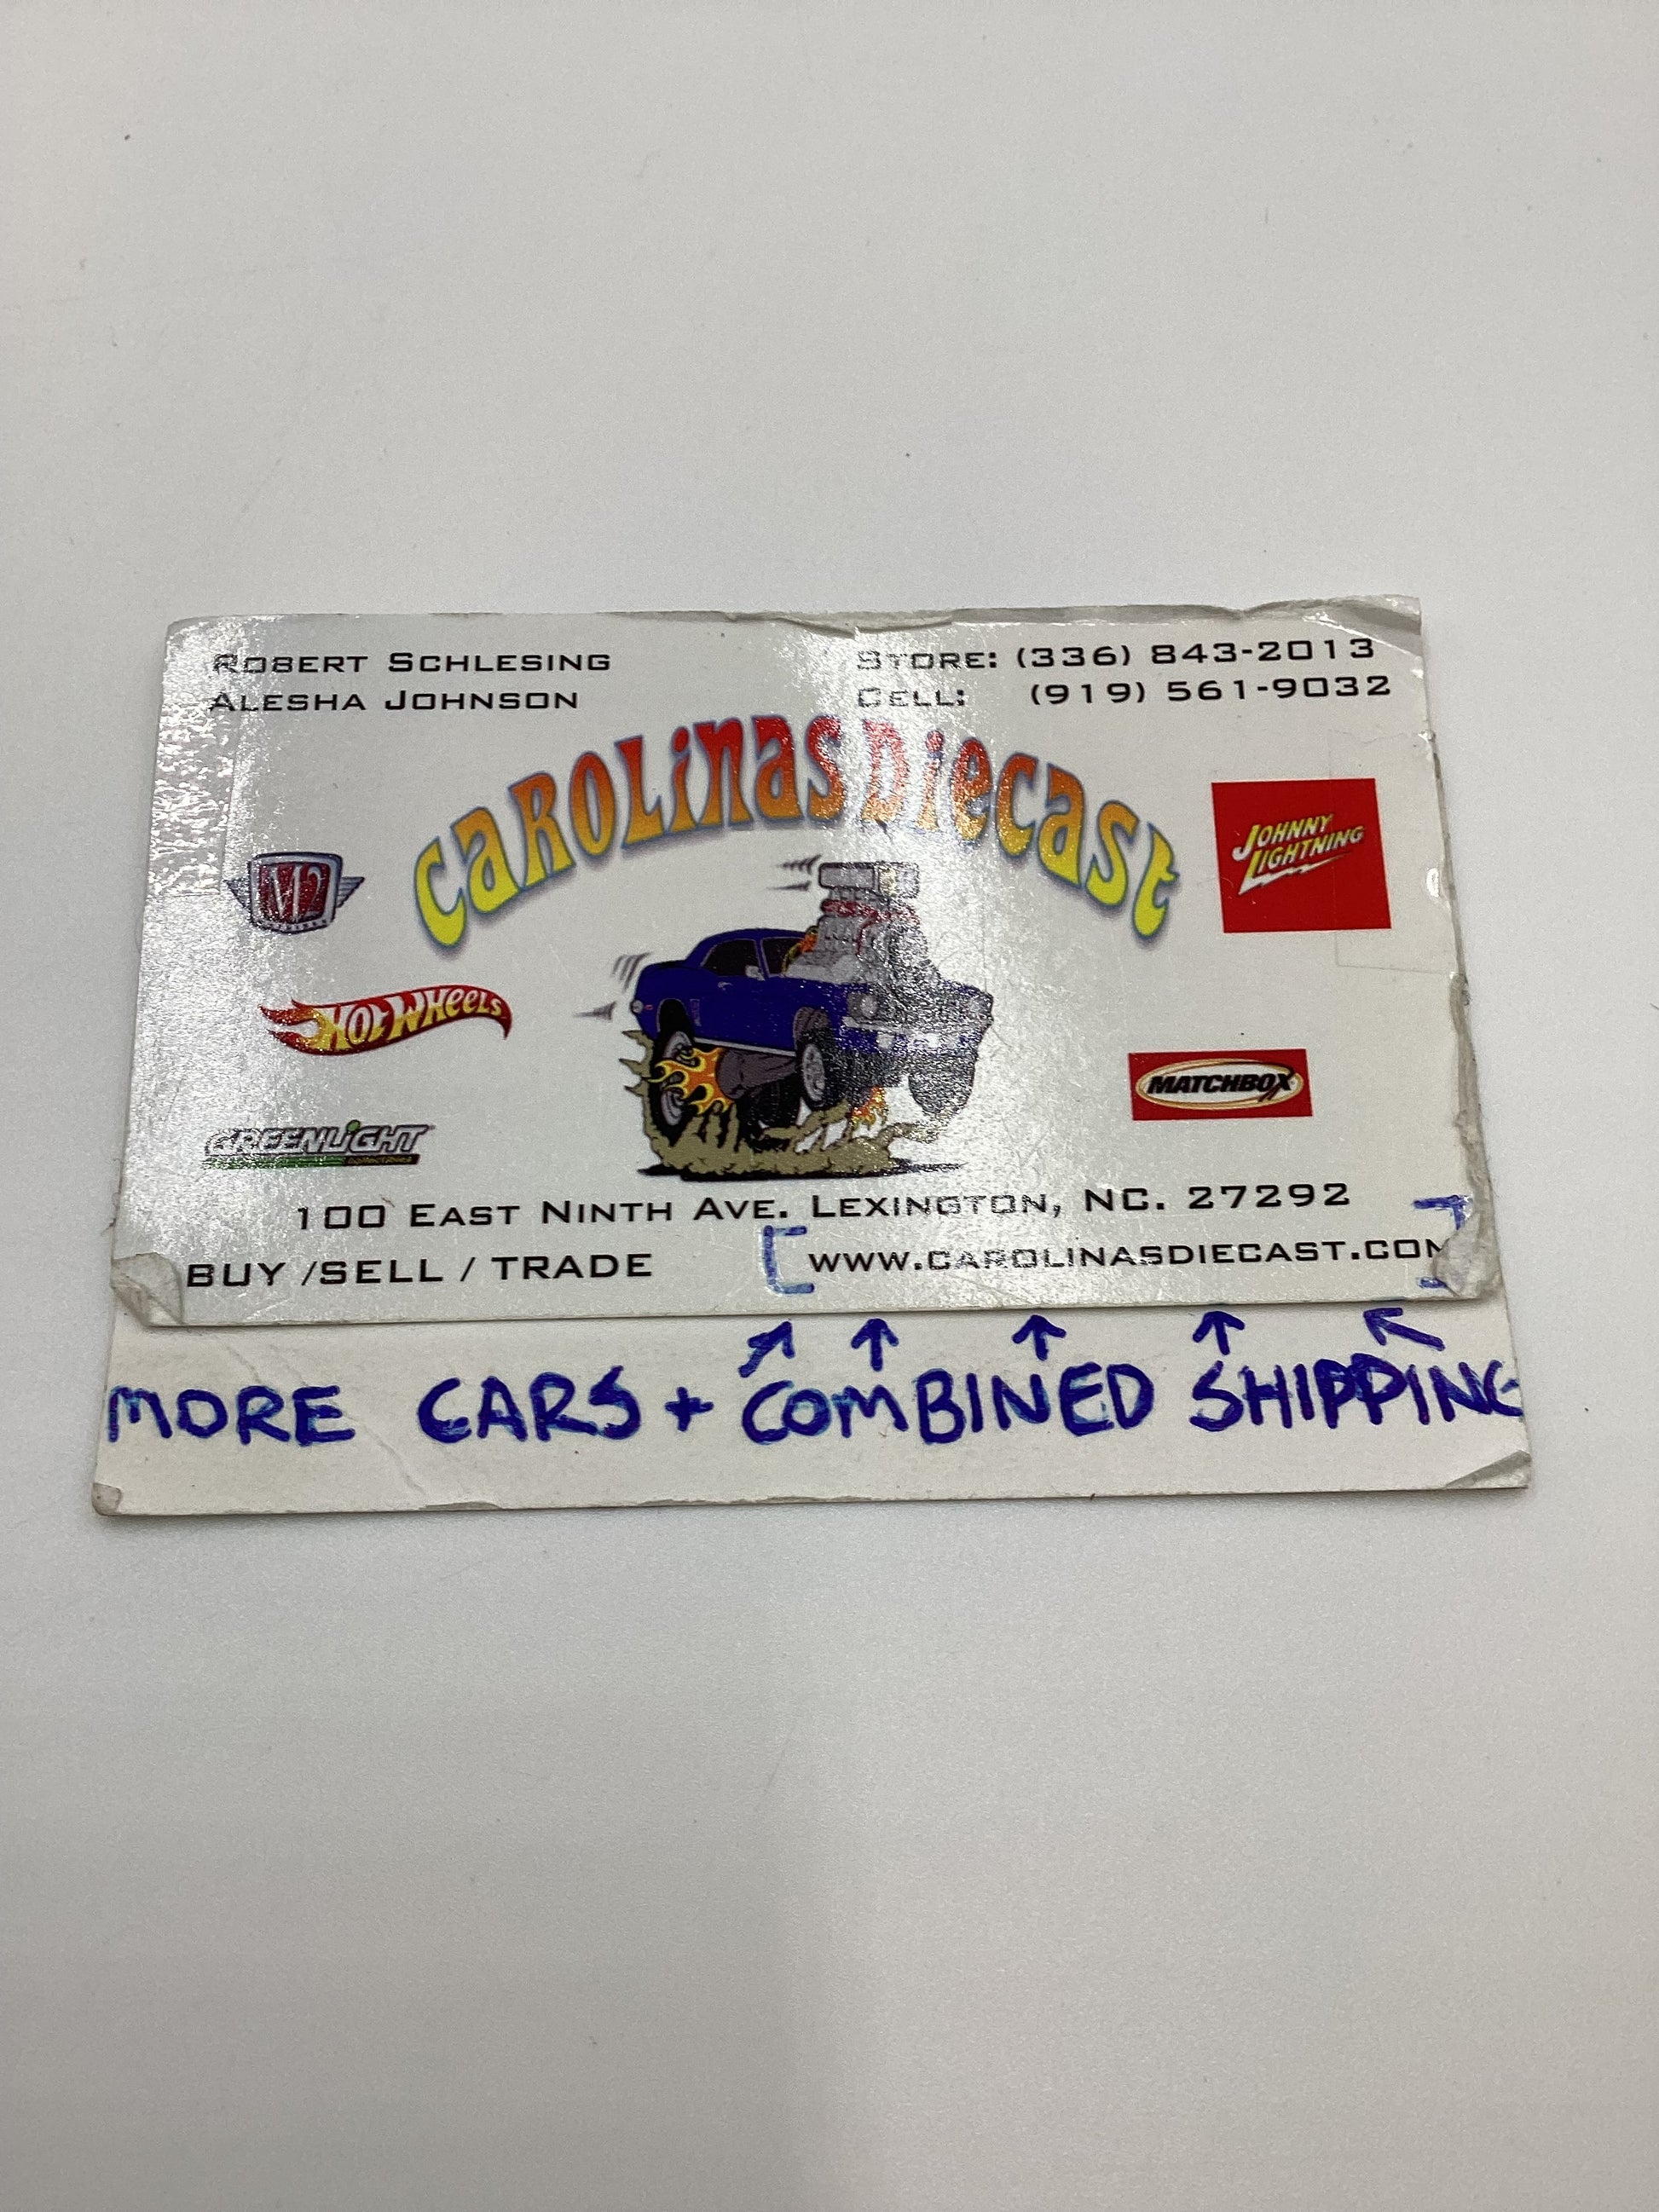 ROBERT SCHLESING
ALESHA JOHNSON
STORE: (336) 843-2013
CELL: (919) 561-9032
CAROLINAS DIECAST
M2
JOHNNY LIGHTNING
HOT WHEELS
MATCHBOX
GREENLIGHT
100 EAST NINTH AVE. LEXINGTON, NC. 27292
BUY /SELL / TRADE
[WWW.CAROLINASDIECAST.COM]
MORE CARS + COMBINED SHIPPING